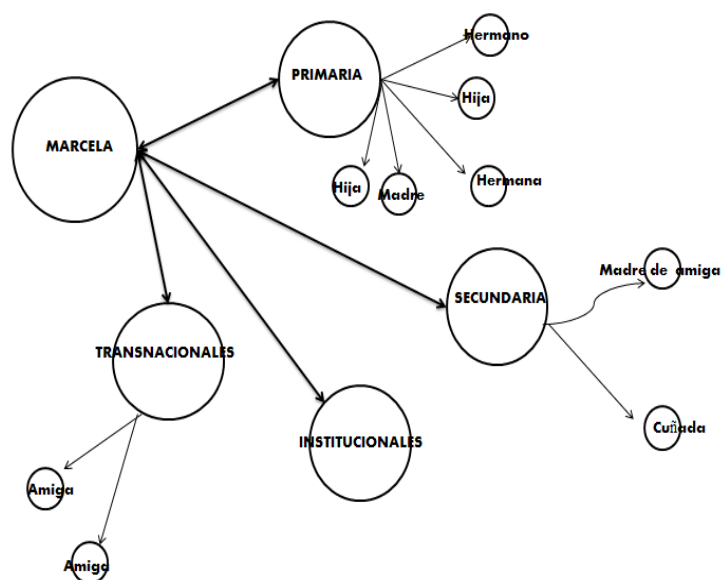 Hermano
PRIMARIA
Hija
MARCELA
Hija
Madre
Hermana
Madre de amiga
SECUNDARIA
TRANSNACIONALES
Cuñada
INSTITUCIONALES
Amiga
Amiga